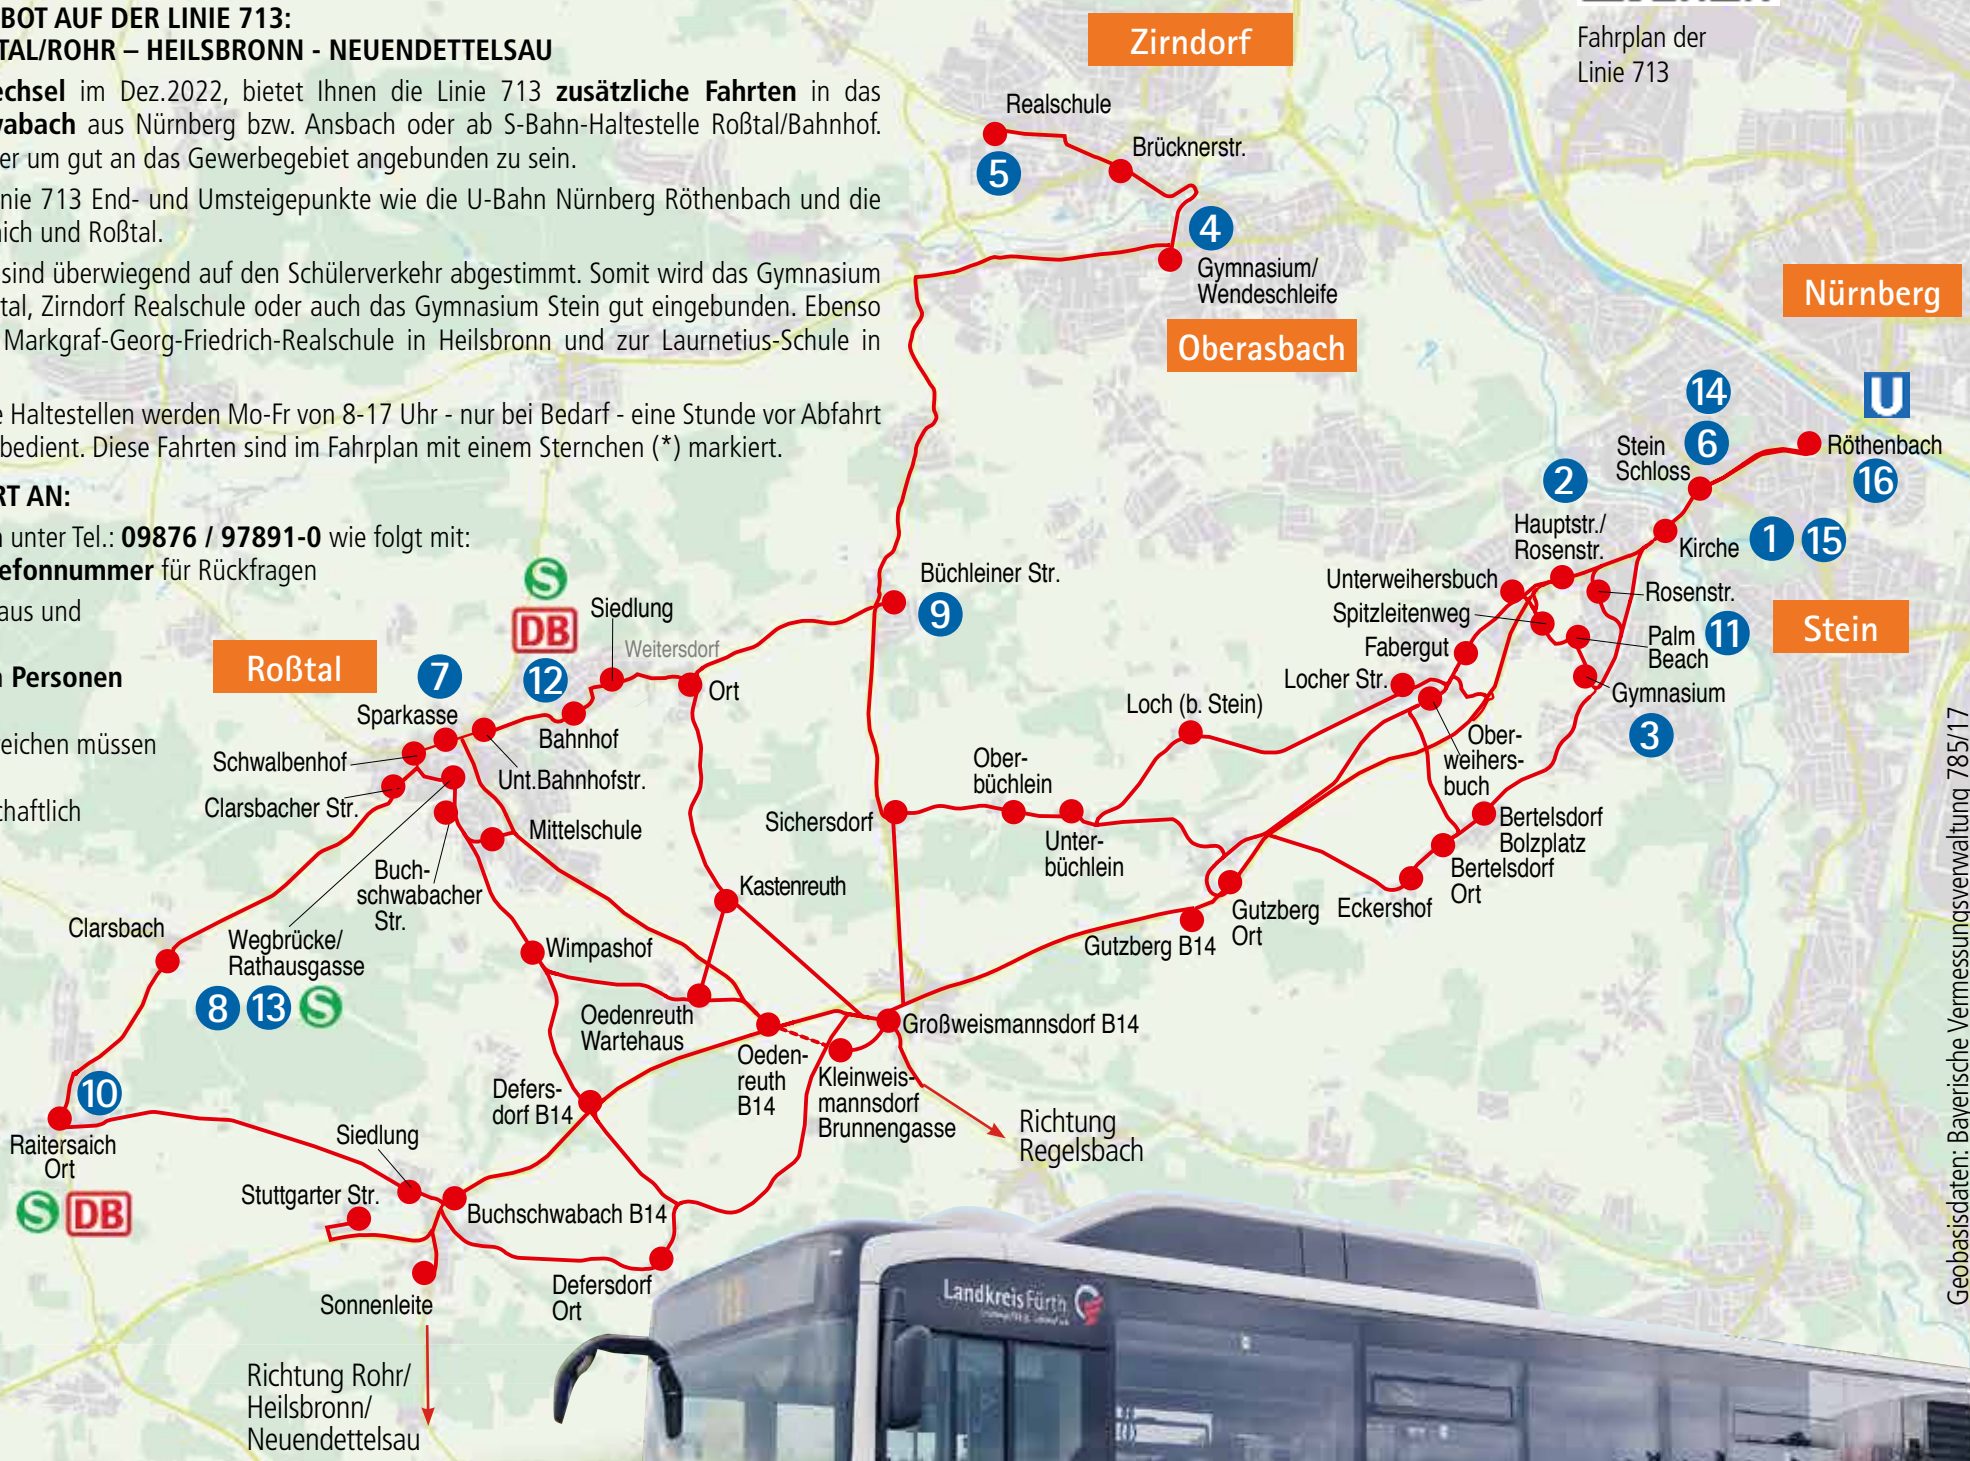 BOT AUF DER LINIE 713:
TAL/ROHR – HEILSBRONN - NEUENDETTELSAU
echsel im Dez.2022, bietet Ihnen die Linie 713 zusätzliche Fahrten in das
vabach aus Nürnberg bzw. Ansbach oder ab S-Bahn-Haltestelle Roßtal/Bahnhof.
er um gut an das Gewerbegebiet angebunden zu sein.
nie 713 End- und Umsteigepunkte wie die U-Bahn Nürnberg Röthenbach und die
aich und Roßtal.
sind überwiegend auf den Schülerverkehr abgestimmt. Somit wird das Gymnasium
tal, Zirndorf Realschule oder auch das Gymnasium Stein gut eingebunden. Ebenso
Markgraf-Georg-Friedrich-Realschule in Heilsbronn und zur Laurnetius-Schule in
e Haltestellen werden Mo-Fr von 8-17 Uhr - nur bei Bedarf - eine Stunde vor Abfahrt
bedient. Diese Fahrten sind im Fahrplan mit einem Sternchen (*) markiert.
RT AN:
n unter Tel.: 09876 / 97891-0 wie folgt mit:
efonnummer für Rückfragen
aus und
n Personen
reichen müssen
chaftlich
Fahrplan der
Linie 713
Zirndorf
Realschule
5
Brücknerstr.
4
Gymnasium/
Wendeschleife
Oberasbach
Nürnberg
U
14
Stein
Schloss
6
Röthenbach
16
2
Hauptstr./
Rosenstr.
Kirche
1
15
Unterweihersbuch
Rosenstr.
Spitzleitenweg
Stein
Palm
Beach
11
Fabergut
Locher Str.
Gymnasium
3
Ober-
weihers-
buch
Loch (b. Stein)
Bertelsdorf
Bolzplatz
Bertelsdorf
Ort
Eckershof
Ober-
büchlein
Unter-
büchlein
Gutzberg
Ort
Gutzberg B14
Büchleiner Str.
9
Sichersdorf
S
DB
12
Siedlung
Weitersdorf
Ort
Roßtal
7
Sparkasse
Bahnhof
Unt.Bahnhofstr.
Schwalbenhof
Clarsbacher Str.
Mittelschule
Buch-
schwabacher
Str.
Kastenreuth
Clarsbach
Wegbrücke/
Rathausgasse
8
13
S
Wimpashof
Oedenreuth
Wartehaus
Großweismannsdorf B14
Oeden-
reuth
B14
Kleinweis-
mannsdorf
Brunnengasse
Defers-
dorf B14
Richtung
Regelsbach
10
Raitersaich
Ort
S
DB
Siedlung
Stuttgarter Str.
Buchschwabach B14
Defersdorf
Ort
Sonnenleite
Richtung Rohr/
Heilsbronn/
Neuendettelsau
Landkreis Fürth
Geobasisdaten: Bayerische Vermessungsverwaltung 785/17